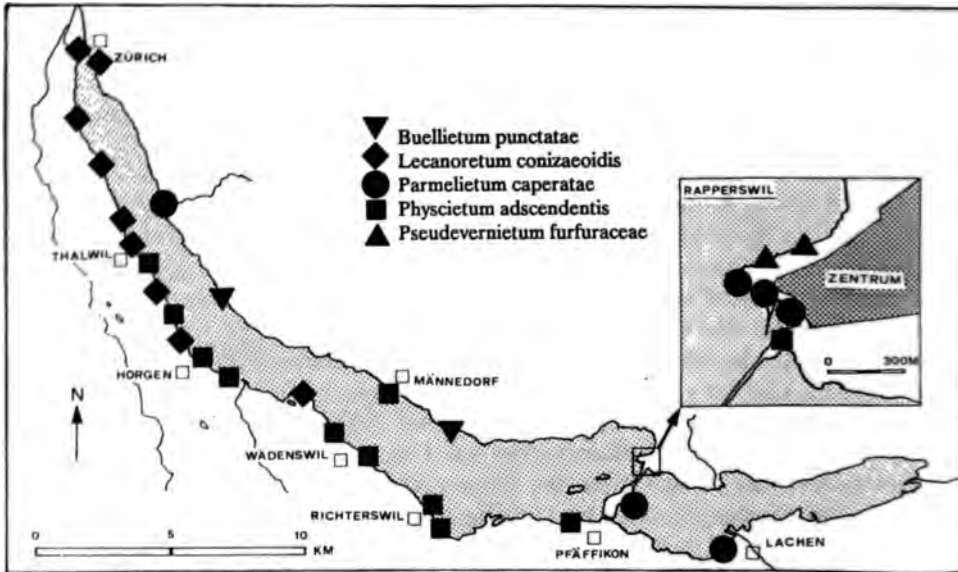 ZÜRICH
Buellietum punctatae
Lecanoretum conizaeoidis
Parmelietum caperatae
Physcietum adscendentis
Pseudevernietum furfuraceae
RAPPERSWIL
ZENTRUM
0 300M
THALWIL
HORGEN
MÄNNEDORF
N
WÄDENSWIL
RICHTERSWIL
PFÄFFIKON
LACHEN
0 5 10
KM